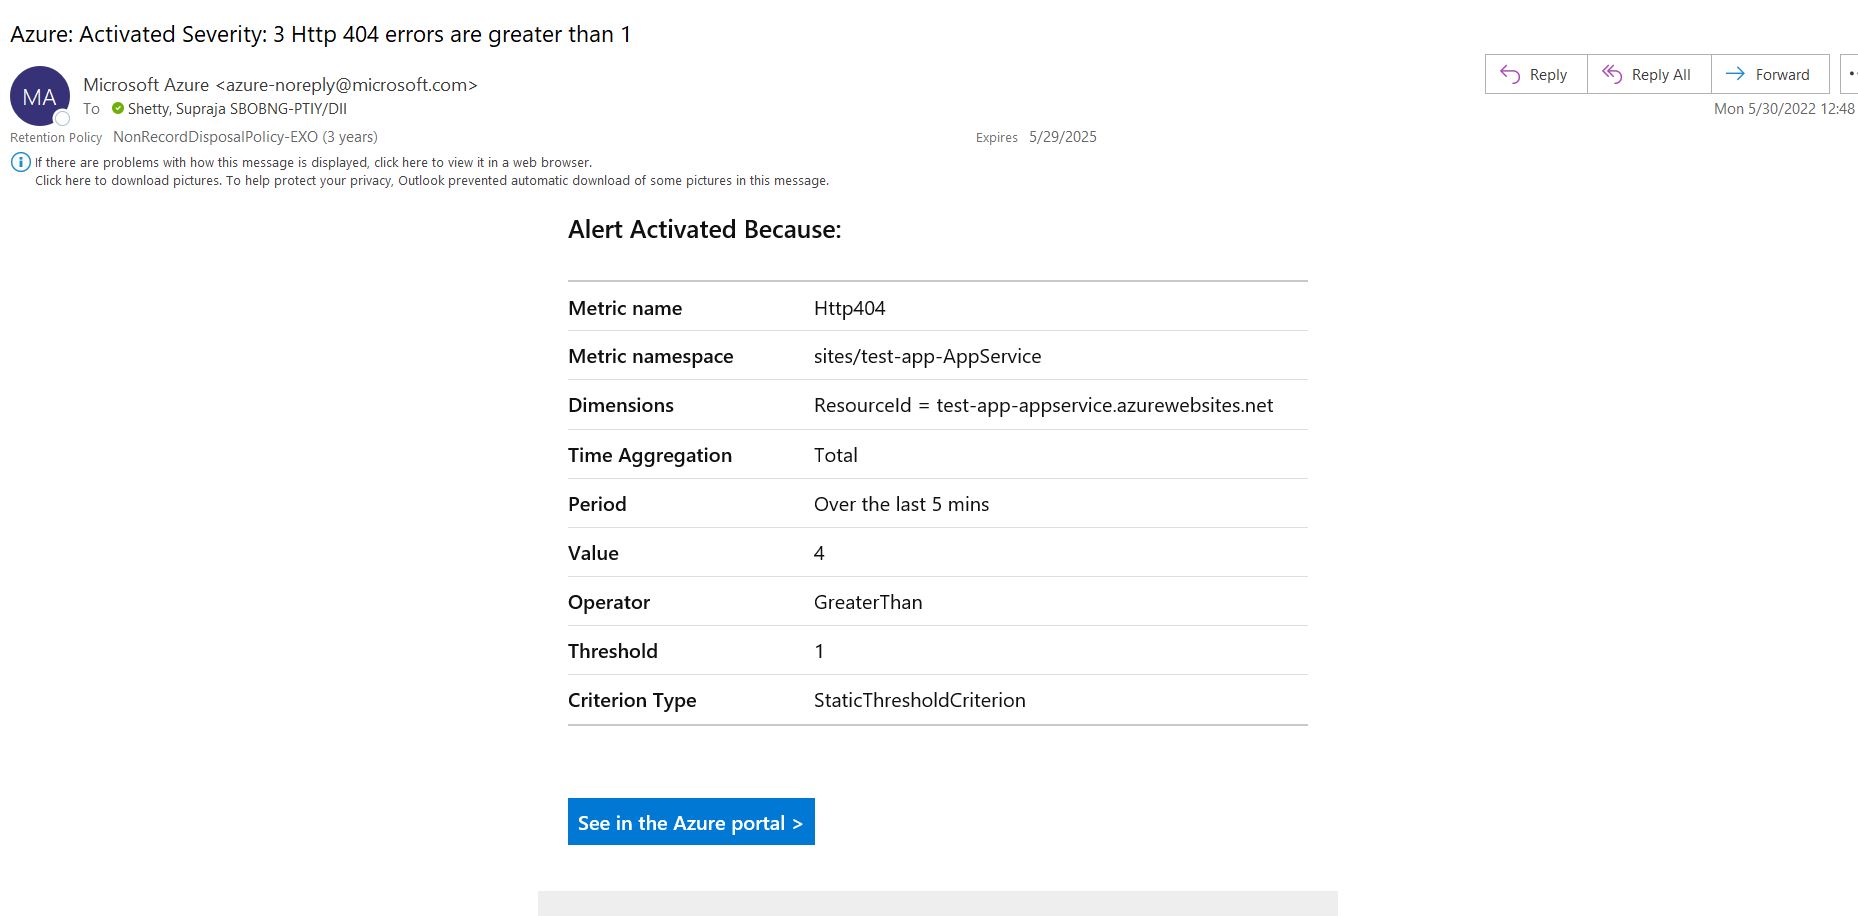 Azure: Activated Severity: 3 Http 404 errors are greater than 1
MA
Microsoft Azure <azure-noreply@microsoft.com>
To Shetty, Supraja SBOBNG-PTIY/DII
Reply
Reply All
Forward
Mon 5/30/2022 12:48
Retention Policy NonRecordDisposalPolicy-EXO (3 years)
Expires 5/29/2025
If there are problems with how this message is displayed, click here to view it in a web browser.
Click here to download pictures. To help protect your privacy, Outlook prevented automatic download of some pictures in this message.
Alert Activated Because:
Metric name Http404
Metric namespace sites/test-app-AppService
Dimensions ResourceId = test-app-appservice.azurewebsites.net
Time Aggregation Total
Period Over the last 5 mins
Value 4
Operator GreaterThan
Threshold 1
Criterion Type StaticThresholdCriterion
See in the Azure portal >